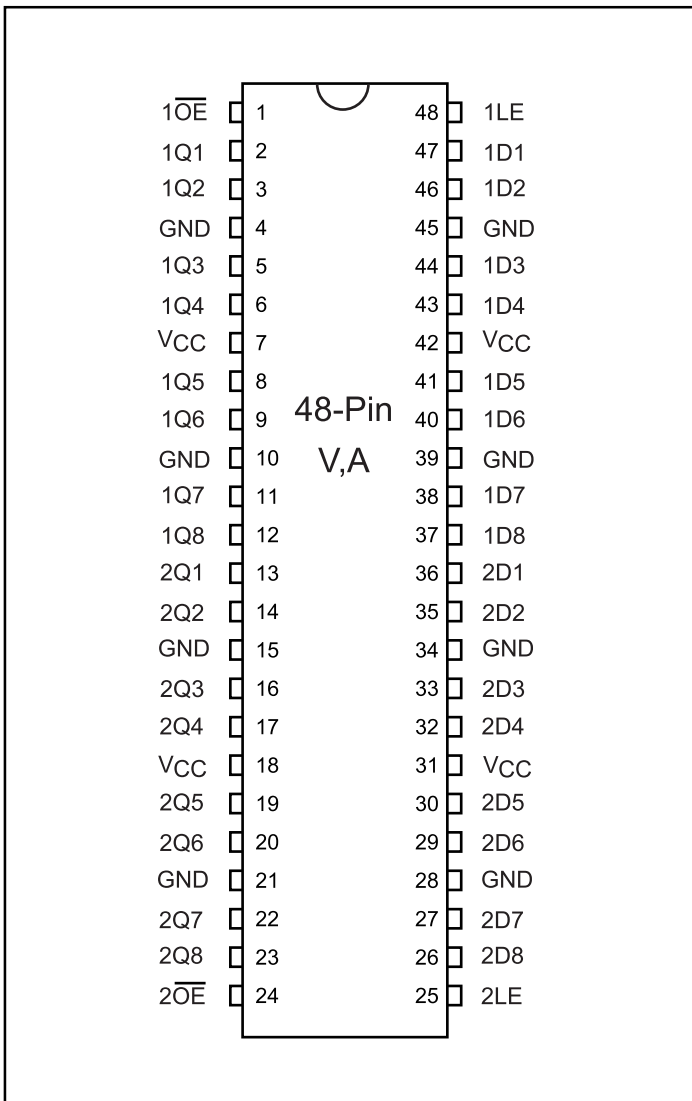 1O̅E̅ 1 48 1LE
1Q1 2 47 1D1
1Q2 3 46 1D2
GND 4 45 GND
1Q3 5 44 1D3
1Q4 6 43 1D4
VCC 7 42 VCC
1Q5 8 41 1D5
1Q6 9 40 1D6
48-Pin
GND 10 39 GND
V,A
1Q7 11 38 1D7
1Q8 12 37 1D8
2Q1 13 36 2D1
2Q2 14 35 2D2
GND 15 34 GND
2Q3 16 33 2D3
2Q4 17 32 2D4
VCC 18 31 VCC
2Q5 19 30 2D5
2Q6 20 29 2D6
GND 21 28 GND
2Q7 22 27 2D7
2Q8 23 26 2D8
2O̅E̅ 24 25 2LE